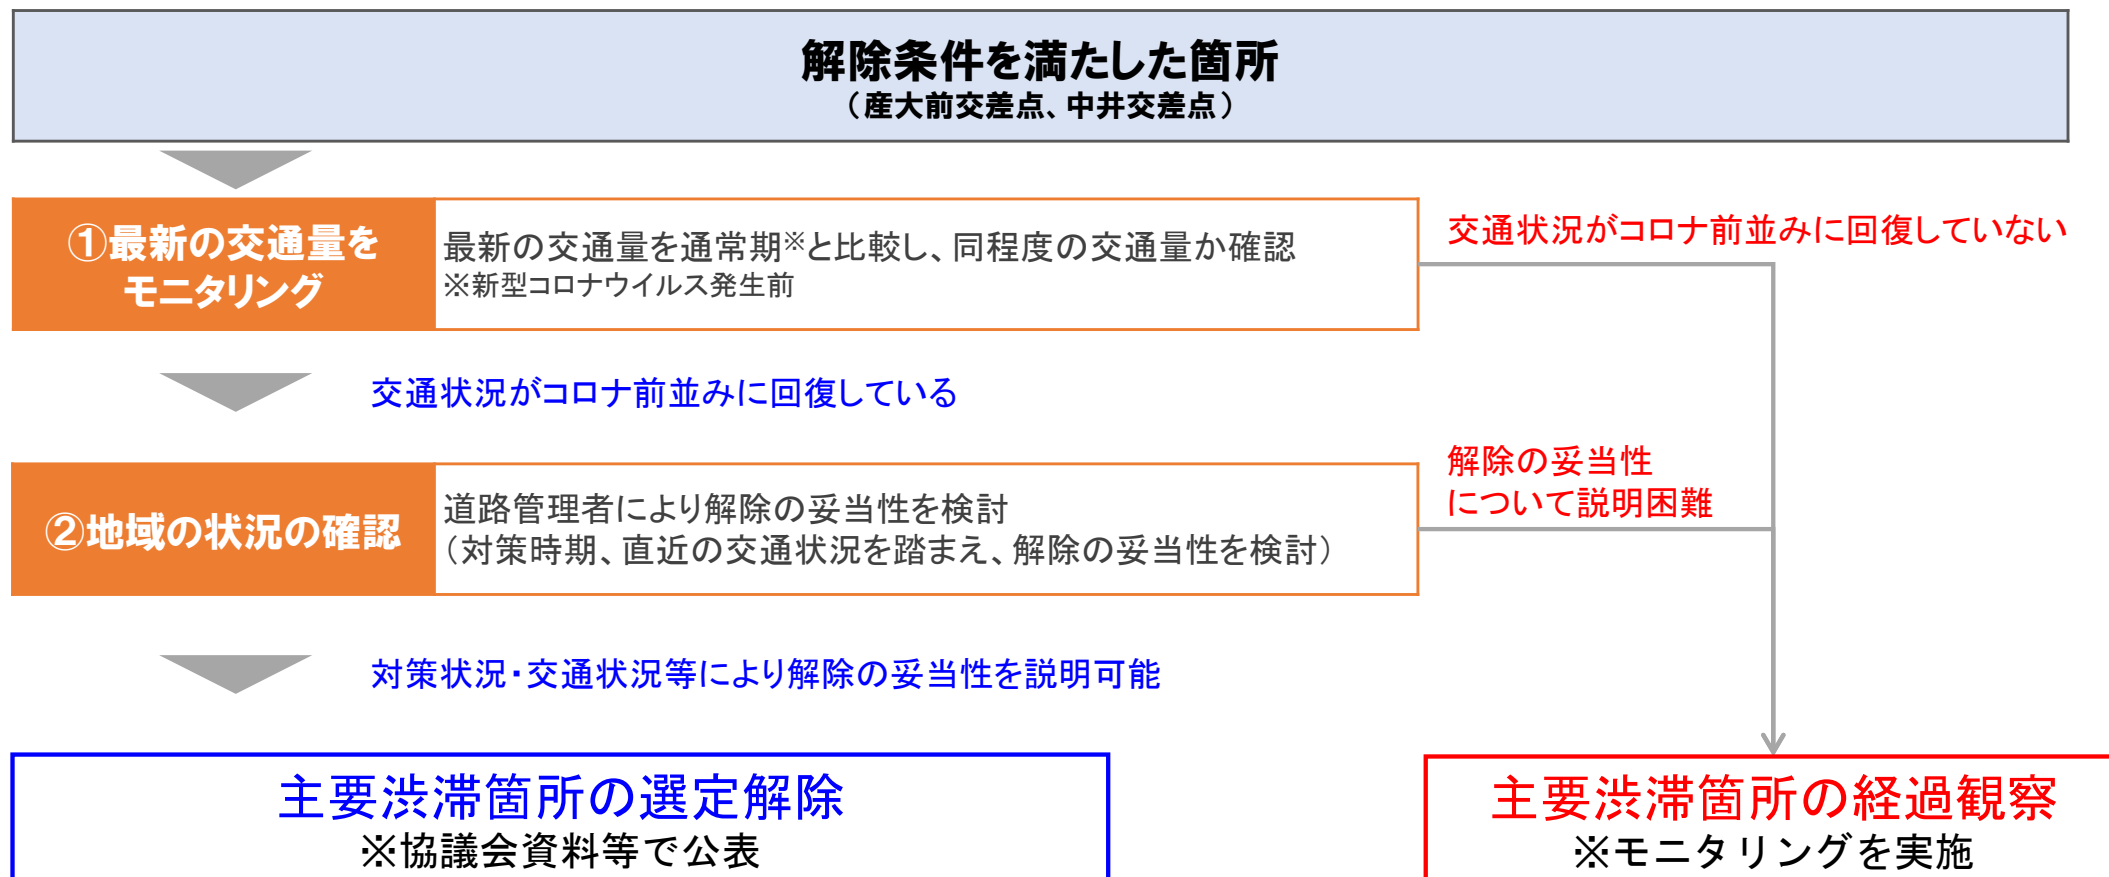 解除条件を満たした箇所
（産大前交差点、中井交差点）
①最新の交通量を
モニタリング
最新の交通量を通常期※と比較し、同程度の交通量か確認
※新型コロナウイルス発生前
交通状況がコロナ前並みに回復していない
交通状況がコロナ前並みに回復している
②地域の状況の確認
道路管理者により解除の妥当性を検討
（対策時期、直近の交通状況を踏まえ、解除の妥当性を検討）
解除の妥当性
について説明困難
対策状況・交通状況等により解除の妥当性を説明可能
主要渋滞箇所の選定解除
※協議会資料等で公表
主要渋滞箇所の経過観察
※モニタリングを実施